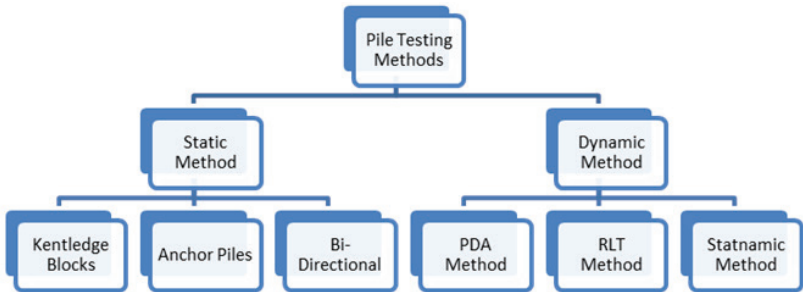 Pile Testing
Methods
Static
Method
Dynamic
Method
Kentledge
Blocks
Anchor Piles
Bi-
Directional
PDA
Method
RLT
Method
Statnamic
Method